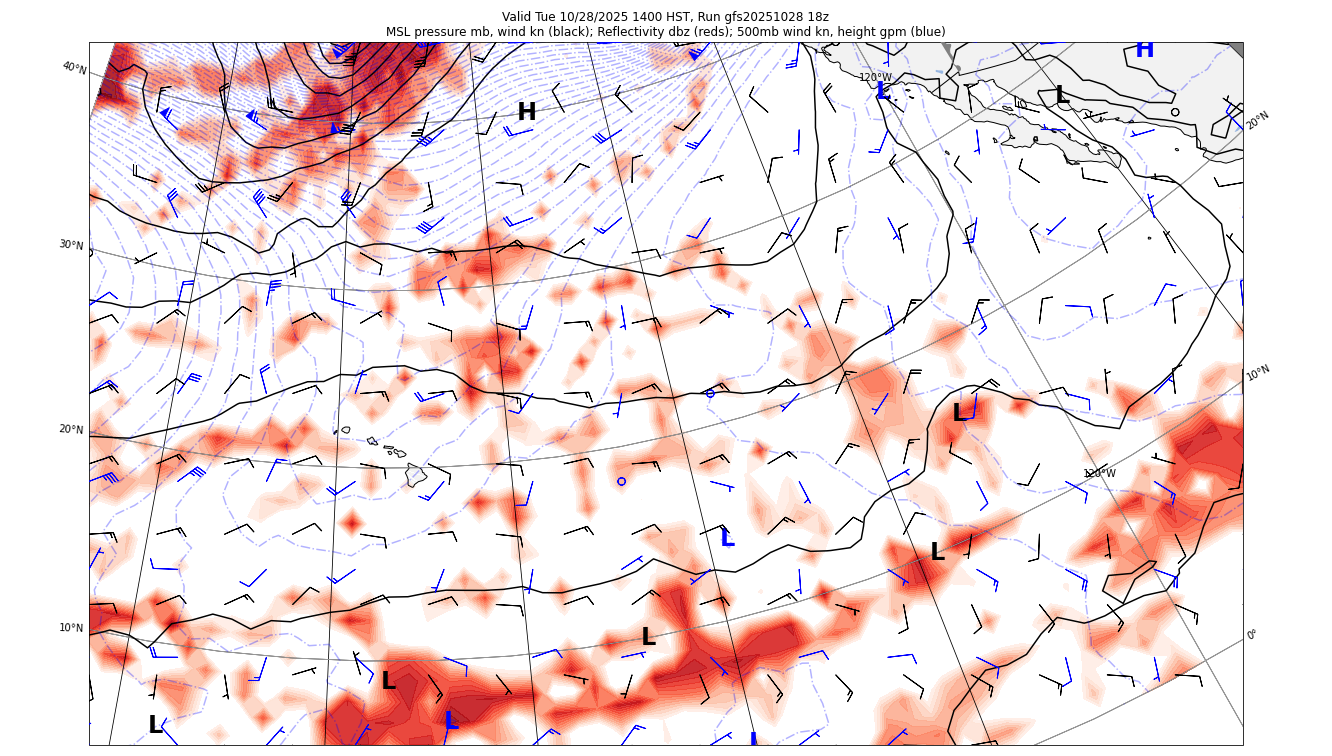 Valid Tue 10/28/2025 1400 HST, Run gfs20251028 18z
MSL pressure mb, wind kn (black); Reflectivity dbz (reds); 500mb wind kn, height gpm (blue)
H
40°N
120°W
L
L
H
20°N
30°N
10°N
L
20°N
120°W
L
L
10°N
L
0°
L
L
L
L